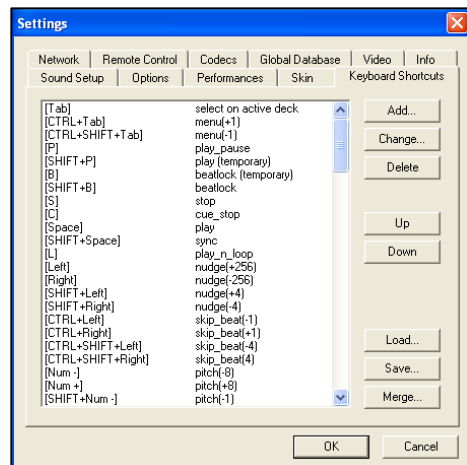 Settings
Network Remote Control Codecs Global Database Video Info
Sound Setup Options Performances Skin Keyboard Shortcuts
[Tab] select on active deck
[CTRL+Tab] menu(+1)
[CTRL+SHIFT+Tab] menu(-1)
[P] play_pause
[SHIFT+P] play (temporary)
[B] beatlock (temporary)
[SHIFT+B] beatlock
[S] stop
[C] cue_stop
[Space] play
[SHIFT+Space] sync
[L] play_n_loop
[Left] nudge(+256)
[Right] nudge(-256)
[SHIFT+Left] nudge(+4)
[SHIFT+Right] nudge(-4)
[CTRL+Left] skip_beat(-1)
[CTRL+Right] skip_beat(+1)
[CTRL+SHIFT+Left] skip_beat(-4)
[CTRL+SHIFT+Right] skip_beat(4)
[Num -] pitch(-8)
[Num +] pitch(+8)
[SHIFT+Num -] pitch(-1)
Add...
Change...
Delete
Up
Down
Load...
Save...
Merge...
OK Cancel